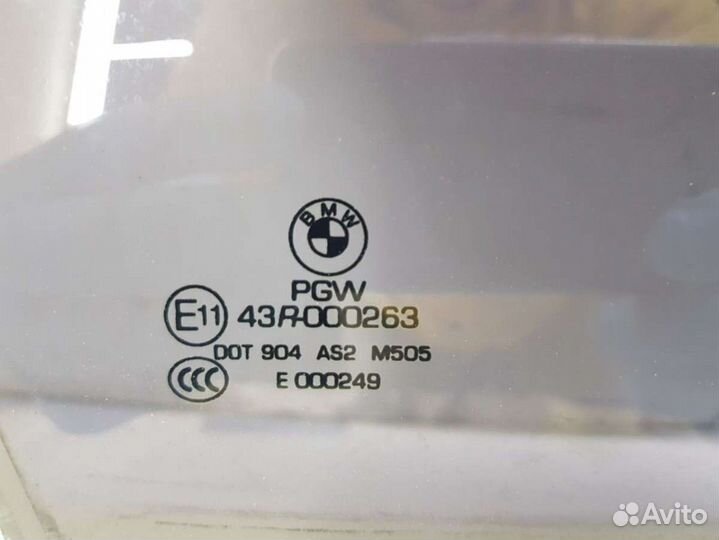 BMW
PGW
E11 43R-000263
DOT 904 AS2 M505
CCC E 000249
Avito